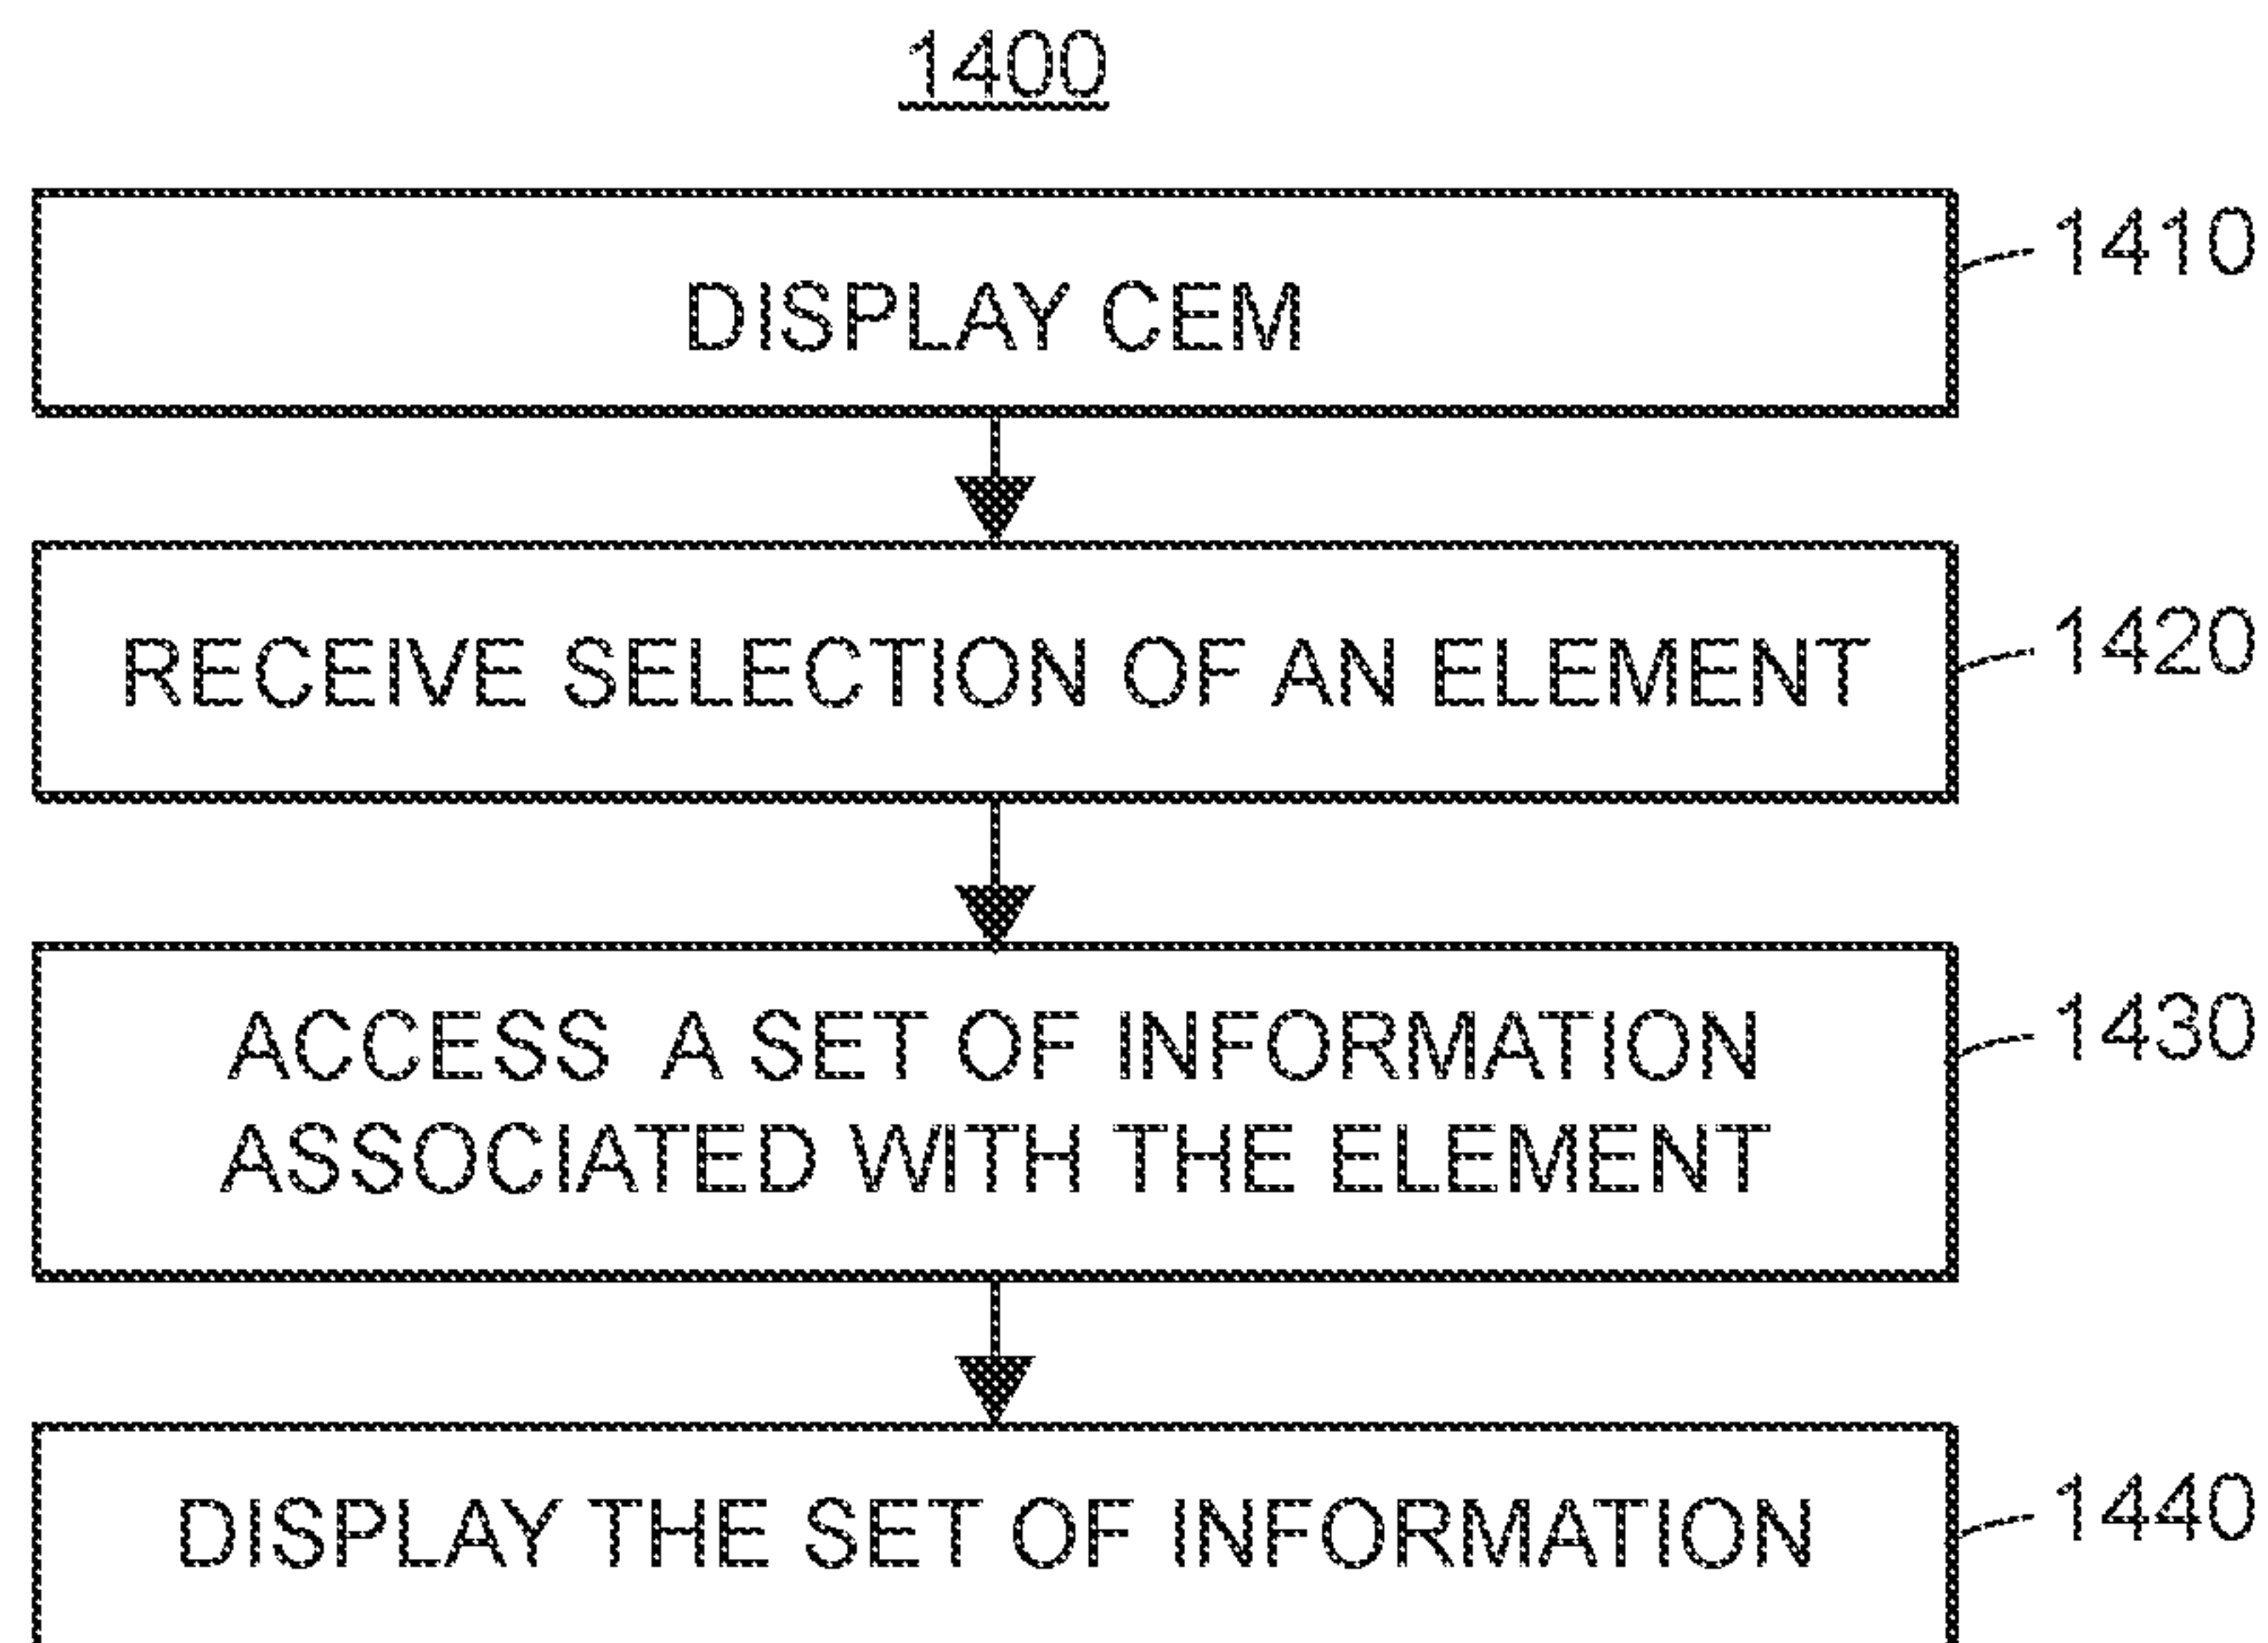 1400
DISPLAY CEM
1410
RECEIVE SELECTION OF AN ELEMENT
1420
ACCESS A SET OF INFORMATION
ASSOCIATED WITH THE ELEMENT
1430
DISPLAY THE SET OF INFORMATION
1440